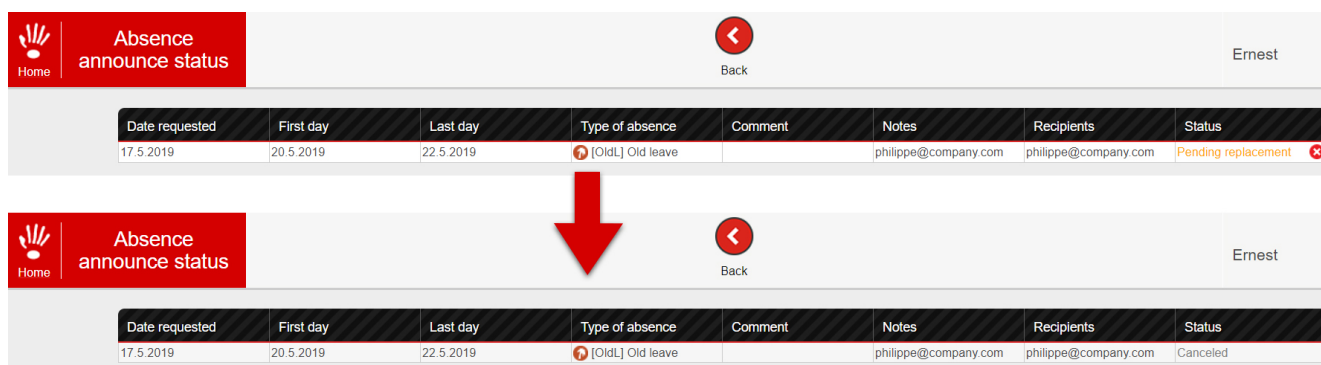 Home
Absence
announce status
Back
Ernest
Date requested First day Last day Type of absence Comment Notes Recipients Status
17.5.2019 20.5.2019 22.5.2019 [OldL] Old leave philippe@company.com philippe@company.com Pending replacement
Home
Absence
announce status
Back
Ernest
Date requested First day Last day Type of absence Comment Notes Recipients Status
17.5.2019 20.5.2019 22.5.2019 [OldL] Old leave philippe@company.com philippe@company.com Canceled